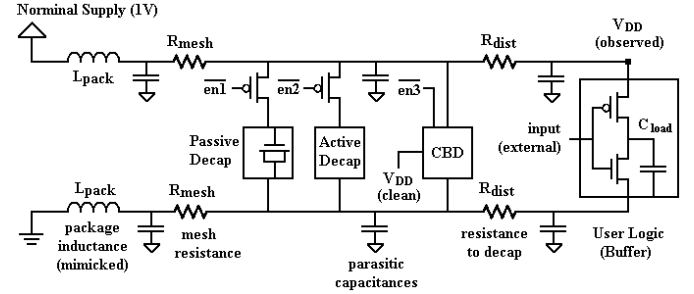 Norminal Supply (1V)
Lpack
Rmesh
en1
en2
en3
Rdist
VDD
(observed)
Passive
Decap
Active
Decap
CBD
VDD
(clean)
input
(external)
Cload
Lpack
package
inductance
(mimicked)
Rmesh
mesh
resistance
parasitic
capacitances
Rdist
resistance
to decap
User Logic
(Buffer)